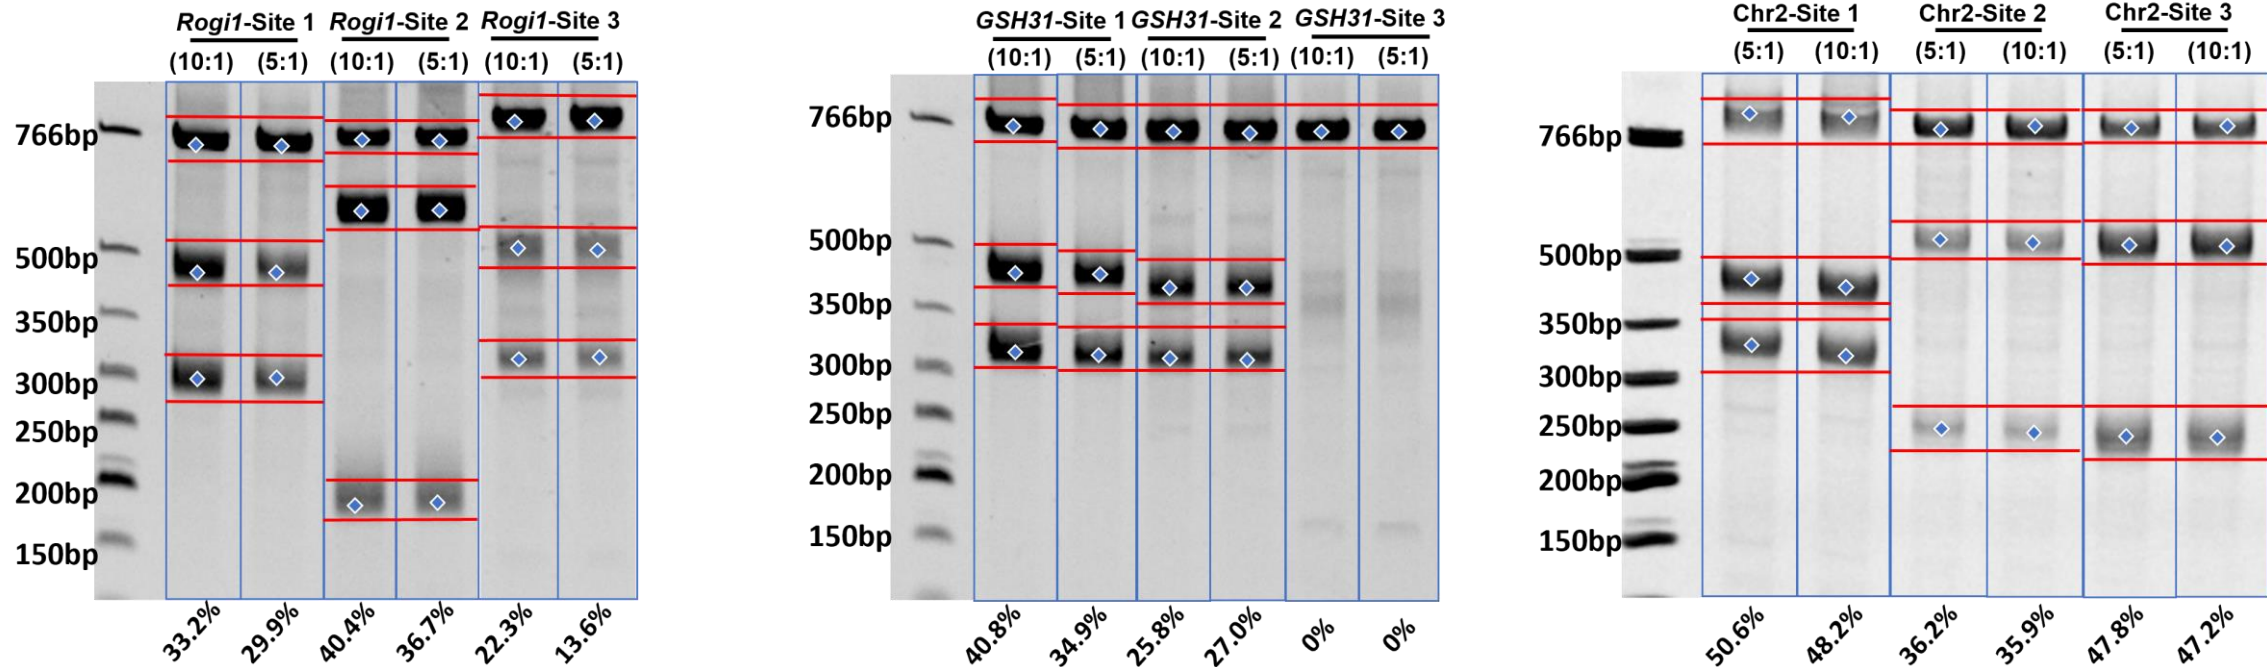 Rogi1-Site 1 Rogi1-Site 2 Rogi1-Site 3
(10:1) (5:1) (10:1) (5:1) (10:1) (5:1)
766bp
500bp
350bp
300bp
250bp
200bp
150bp
33.2% 29.9% 40.4% 36.7% 22.3% 13.6%
GSH31-Site 1 GSH31-Site 2 GSH31-Site 3
(10:1) (5:1) (10:1) (5:1) (10:1) (5:1)
766bp
500bp
350bp
300bp
250bp
200bp
150bp
40.8% 34.9% 25.8% 27.0% 0% 0%
Chr2-Site 1 Chr2-Site 2 Chr2-Site 3
(5:1) (10:1) (5:1) (10:1) (5:1) (10:1)
766bp
500bp
350bp
300bp
250bp
200bp
150bp
50.6% 48.2% 36.2% 35.9% 47.8% 47.2%